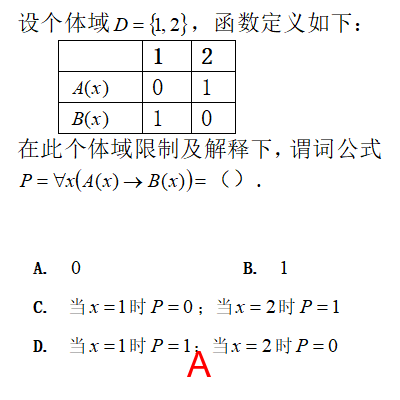 设个体域 D = {1, 2}，函数定义如下：
1 2
A(x) 0 1
B(x) 1 0
在此个体域限制及解释下，谓词公式
P = ∀x(A(x) → B(x)) = （）.
A. 0 B. 1
C. 当 x = 1 时 P = 0；当 x = 2 时 P = 1
D. 当 x = 1 时 P = 1；当 x = 2 时 P = 0
A